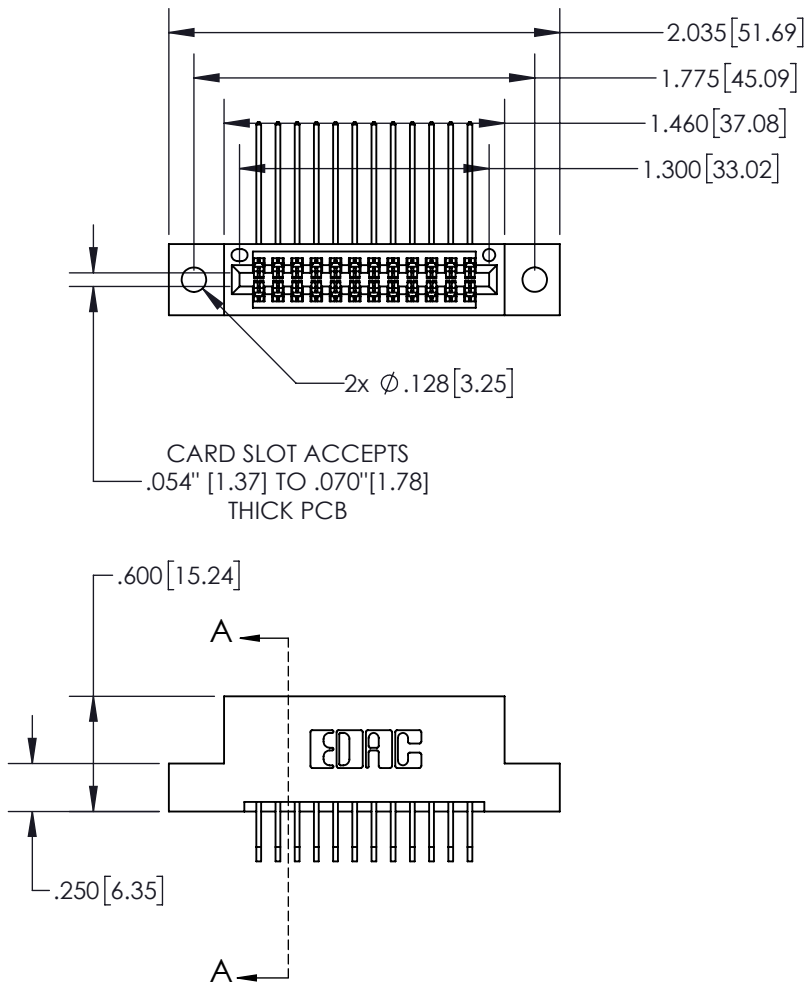 2.035[51.69]
1.775[45.09]
1.460[37.08]
1.300[33.02]
2x ∅.128[3.25]
CARD SLOT ACCEPTS
.054" [1.37] TO .070"[1.78]
THICK PCB
.600[15.24]
A
EDAC
.250[6.35]
A